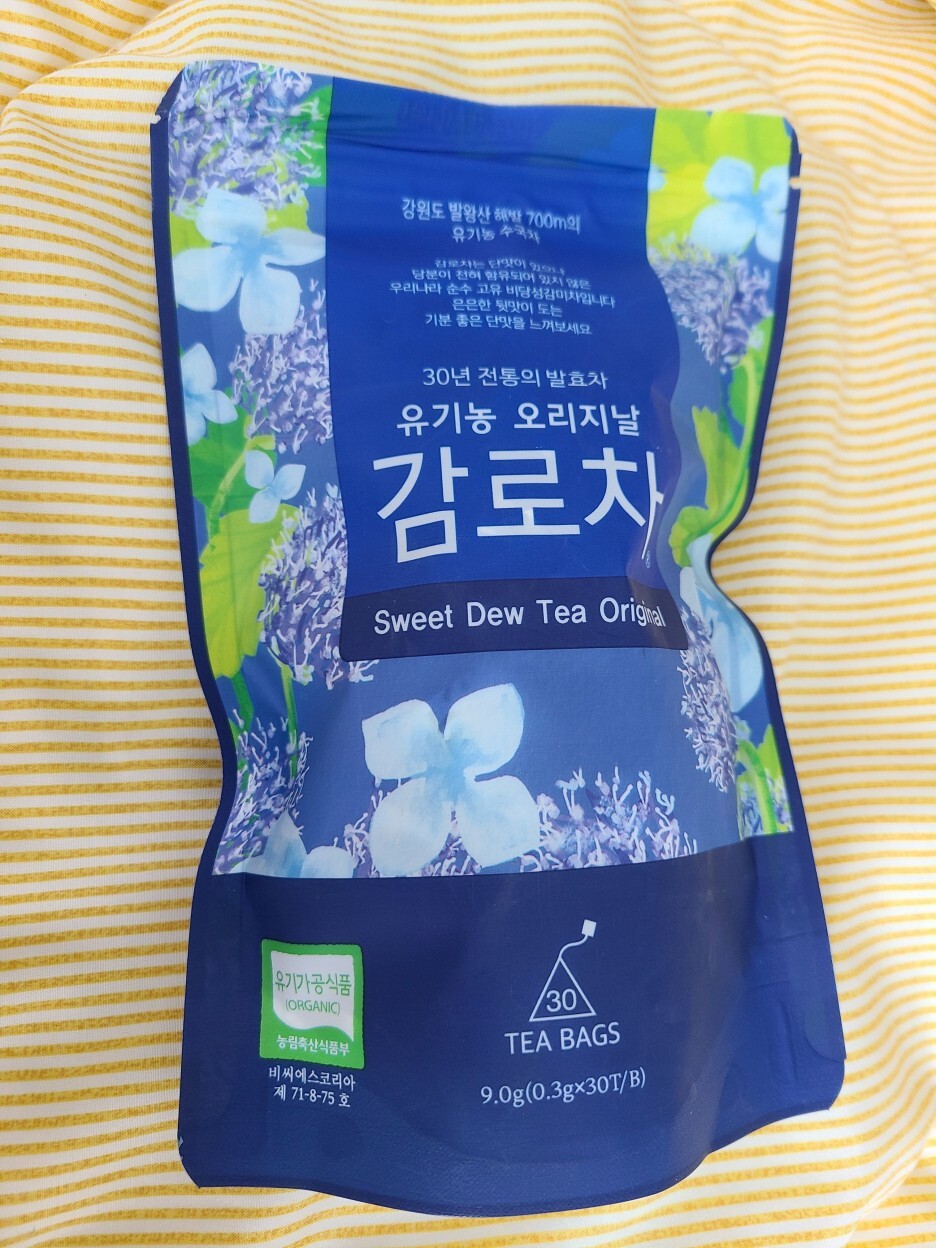 강원도 발왕산 해발 700m의
유기농 수국차
감로차는 단맛이 있으나
당분이 전혀 함유되어 있지 않은
우리나라 순수 고유 비당성감미차입니다
은은한 뒷맛이 도는
기분 좋은 단맛을 느껴보세요
30년 전통의 발효차
유기농 오리지날
감로차
Sweet Dew Tea Original
유기가공식품
(ORGANIC)
농림축산식품부
비씨에스코리아
제 71-8-75 호
30
TEA BAGS
9.0g(0.3g×30T/B)